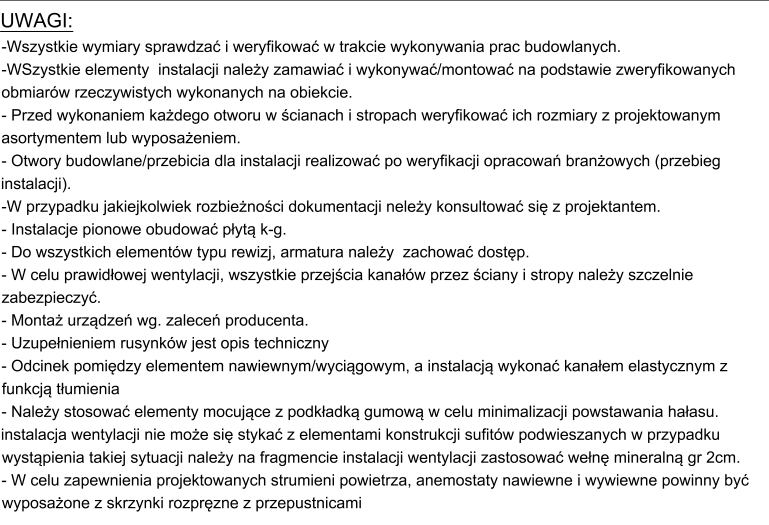 UWAGI:
-Wszystkie wymiary sprawdzać i weryfikować w trakcie wykonywania prac budowlanych.
-WSzystkie elementy  instalacji należy zamawiać i wykonywać/montować na podstawie zweryfikowanych
obmiarów rzeczywistych wykonanych na obiekcie.
- Przed wykonaniem każdego otworu w ścianach i stropach weryfikować ich rozmiary z projektowanym
asortymentem lub wyposażeniem.
- Otwory budowlane/przebicia dla instalacji realizować po weryfikacji opracowań branżowych (przebieg
instalacji).
-W przypadku jakiejkolwiek rozbieżności dokumentacji neleży konsultować się z projektantem.
- Instalacje pionowe obudować płytą k-g.
- Do wszystkich elementów typu rewizj, armatura należy  zachować dostęp.
- W celu prawidłowej wentylacji, wszystkie przejścia kanałów przez ściany i stropy należy szczelnie
zabezpieczyć.
- Montaż urządzeń wg. zaleceń producenta.
- Uzupełnieniem rusynków jest opis techniczny
- Odcinek pomiędzy elementem nawiewnym/wyciągowym, a instalacją wykonać kanałem elastycznym z
funkcją tłumienia
- Należy stosować elementy mocujące z podkładką gumową w celu minimalizacji powstawania hałasu.
instalacja wentylacji nie może się stykać z elementami konstrukcji sufitów podwieszanych w przypadku
wystąpienia takiej sytuacji należy na fragmencie instalacji wentylacji zastosować wełnę mineralną gr 2cm.
- W celu zapewnienia projektowanych strumieni powietrza, anemostaty nawiewne i wywiewne powinny być
wyposażone z skrzynki rozpręzne z przepustnicami